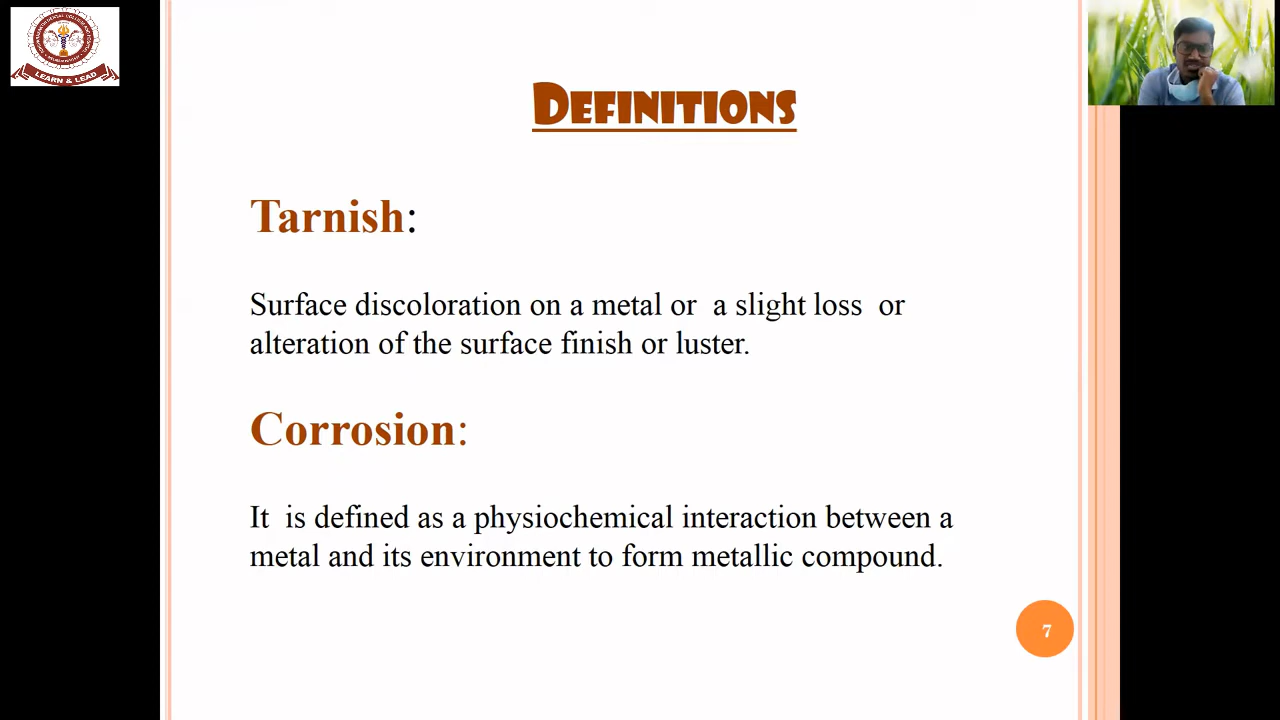 LEARN & LEAD
DEFINITIONS
Tarnish:
Surface discoloration on a metal or a slight loss or
alteration of the surface finish or luster.
Corrosion:
It is defined as a physiochemical interaction between a
metal and its environment to form metallic compound.
7